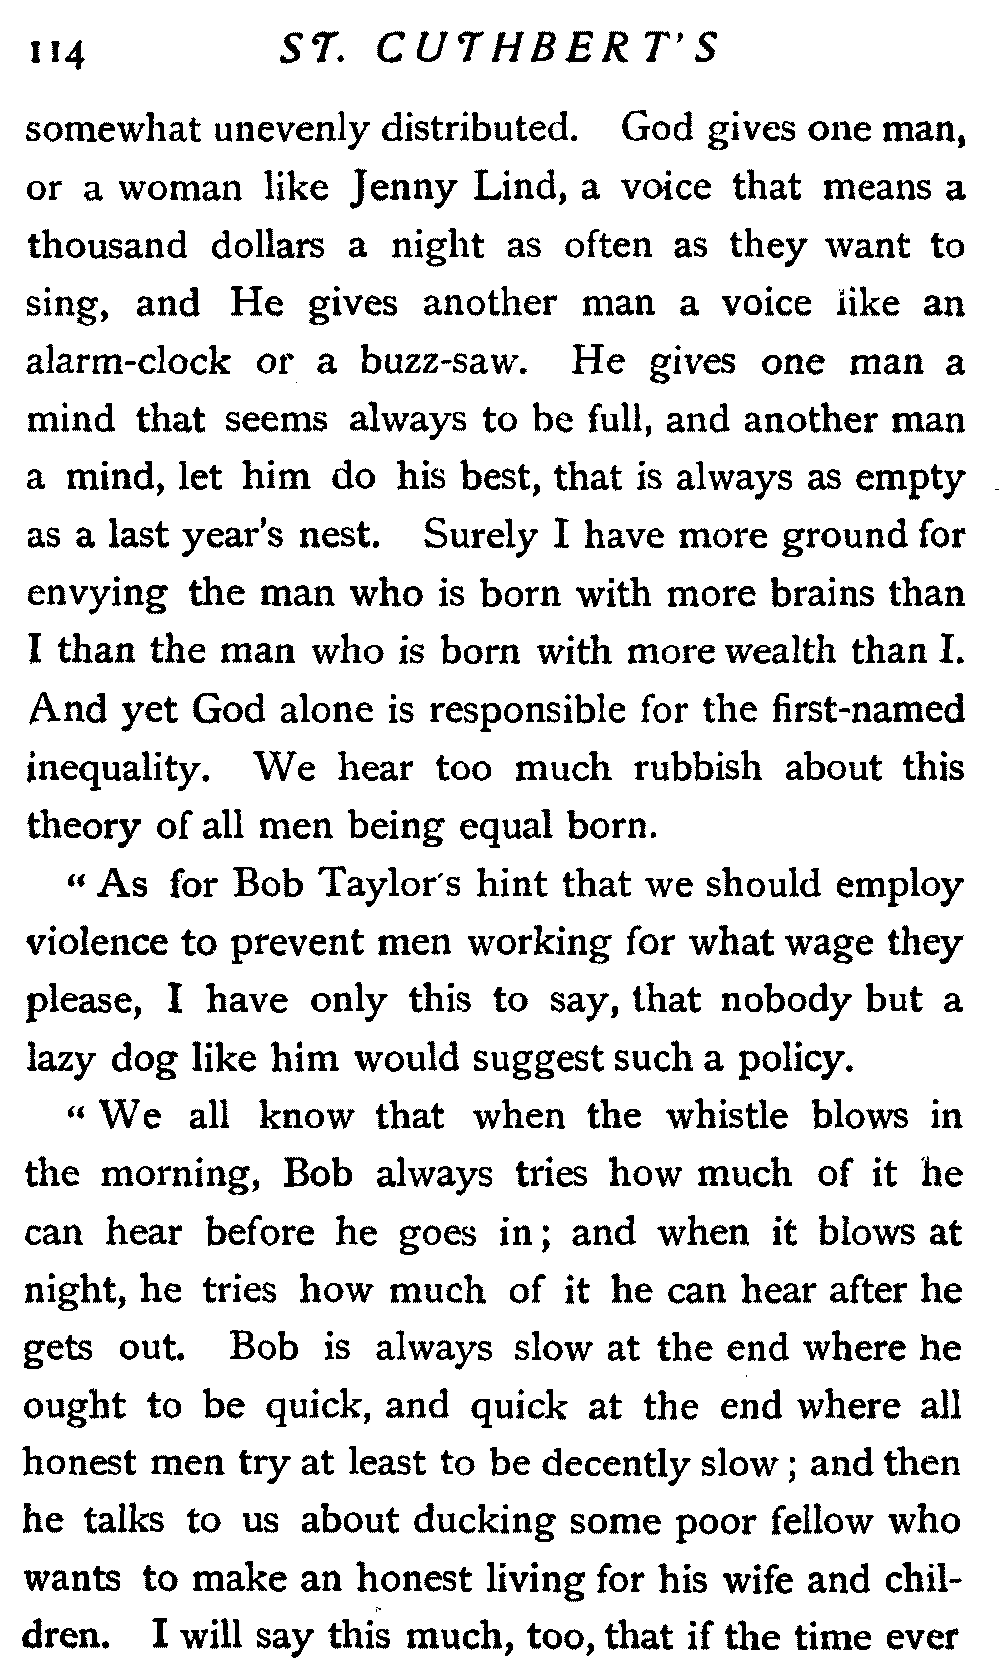 114 ST. CUTHBERT'S
somewhat unevenly distributed. God gives one man,
or a woman like Jenny Lind, a voice that means a
thousand dollars a night as often as they want to
sing, and He gives another man a voice like an
alarm-clock or a buzz-saw. He gives one man a
mind that seems always to be full, and another man
a mind, let him do his best, that is always as empty
as a last year's nest. Surely I have more ground for
envying the man who is born with more brains than
I than the man who is born with more wealth than I.
And yet God alone is responsible for the first-named
inequality. We hear too much rubbish about this
theory of all men being equal born.
“ As for Bob Taylor's hint that we should employ
violence to prevent men working for what wage they
please, I have only this to say, that nobody but a
lazy dog like him would suggest such a policy.
“ We all know that when the whistle blows in
the morning, Bob always tries how much of it he
can hear before he goes in; and when it blows at
night, he tries how much of it he can hear after he
gets out. Bob is always slow at the end where he
ought to be quick, and quick at the end where all
honest men try at least to be decently slow ; and then
he talks to us about ducking some poor fellow who
wants to make an honest living for his wife and chil-
dren. I will say this much, too, that if the time ever